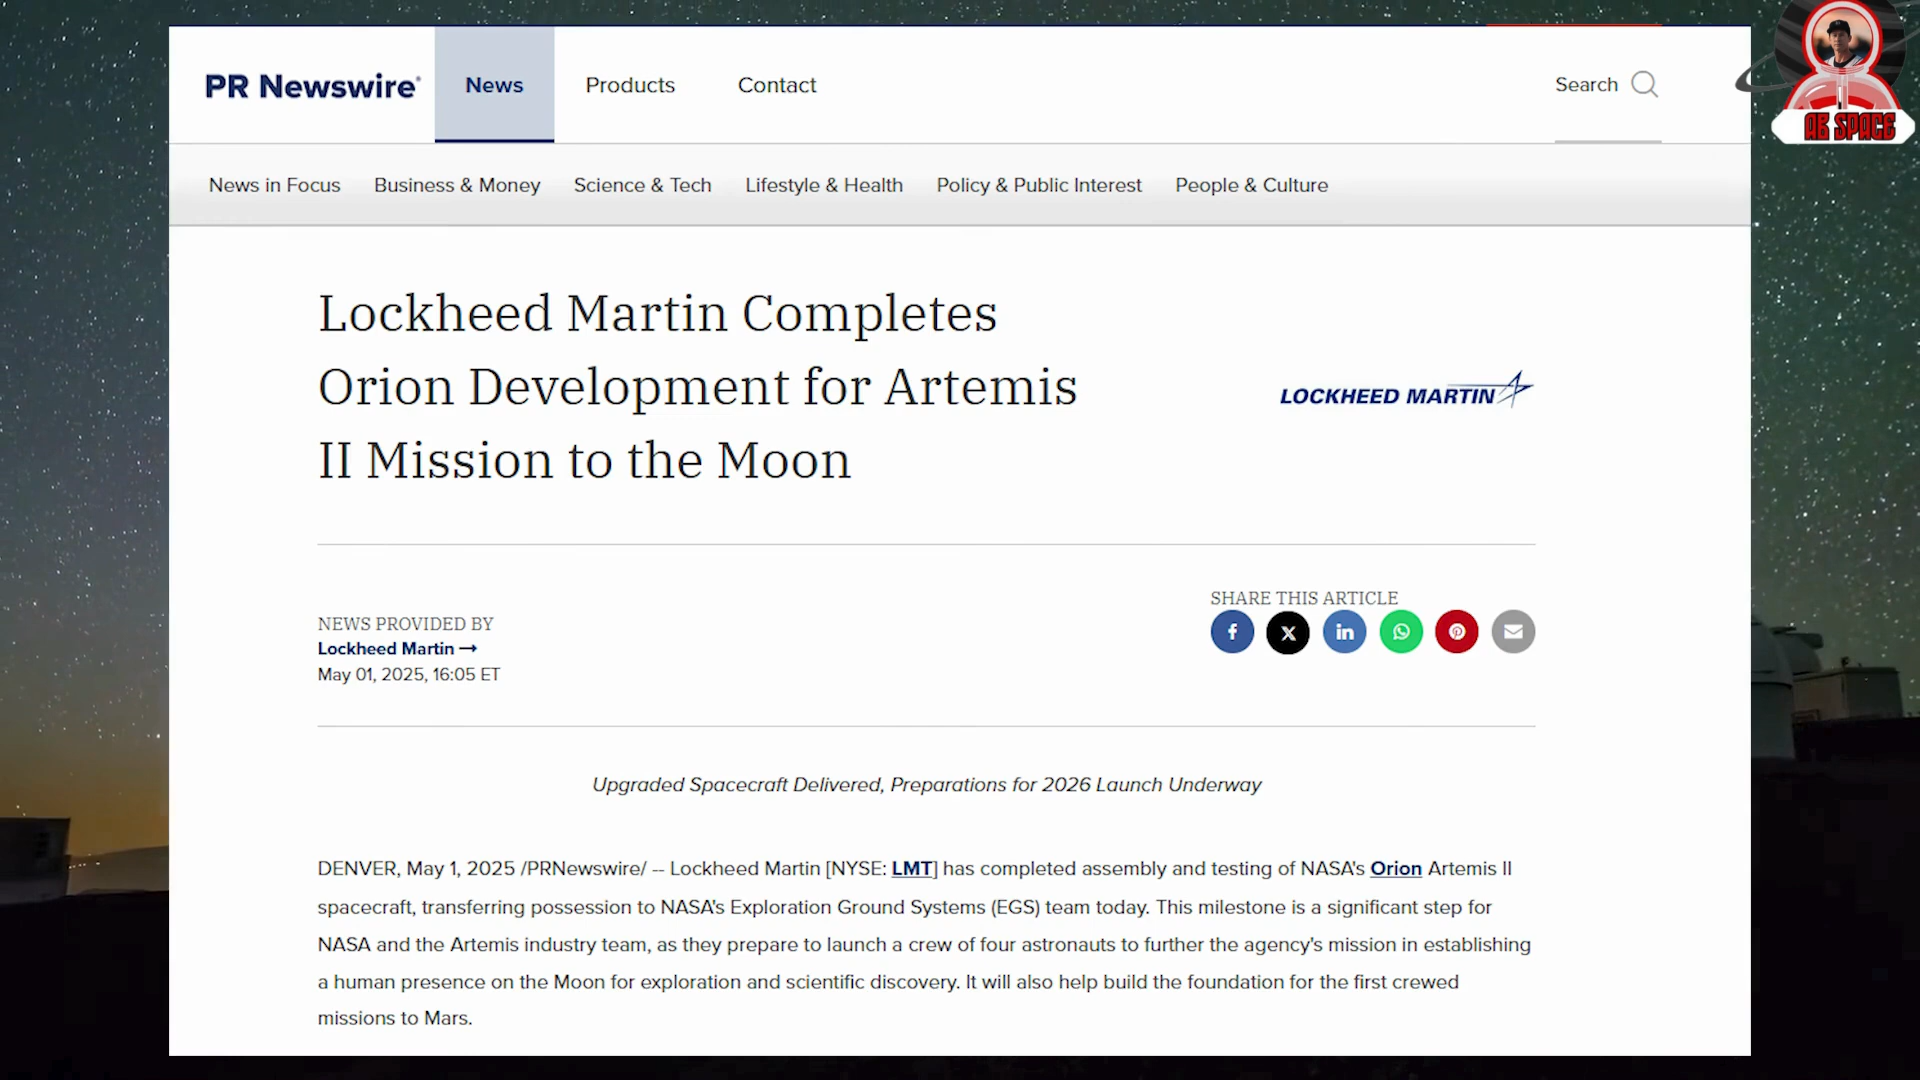 PR Newswire®
News
Products
Contact
Search
AB SPACE
News in Focus
Business & Money
Science & Tech
Lifestyle & Health
Policy & Public Interest
People & Culture
Lockheed Martin Completes
Orion Development for Artemis
II Mission to the Moon
LOCKHEED MARTIN
NEWS PROVIDED BY
Lockheed Martin →
May 01, 2025, 16:05 ET
SHARE THIS ARTICLE
Upgraded Spacecraft Delivered, Preparations for 2026 Launch Underway
DENVER, May 1, 2025 /PRNewswire/ -- Lockheed Martin [NYSE: LMT] has completed assembly and testing of NASA's Orion Artemis II
spacecraft, transferring possession to NASA's Exploration Ground Systems (EGS) team today. This milestone is a significant step for
NASA and the Artemis industry team, as they prepare to launch a crew of four astronauts to further the agency's mission in establishing
a human presence on the Moon for exploration and scientific discovery. It will also help build the foundation for the first crewed
missions to Mars.